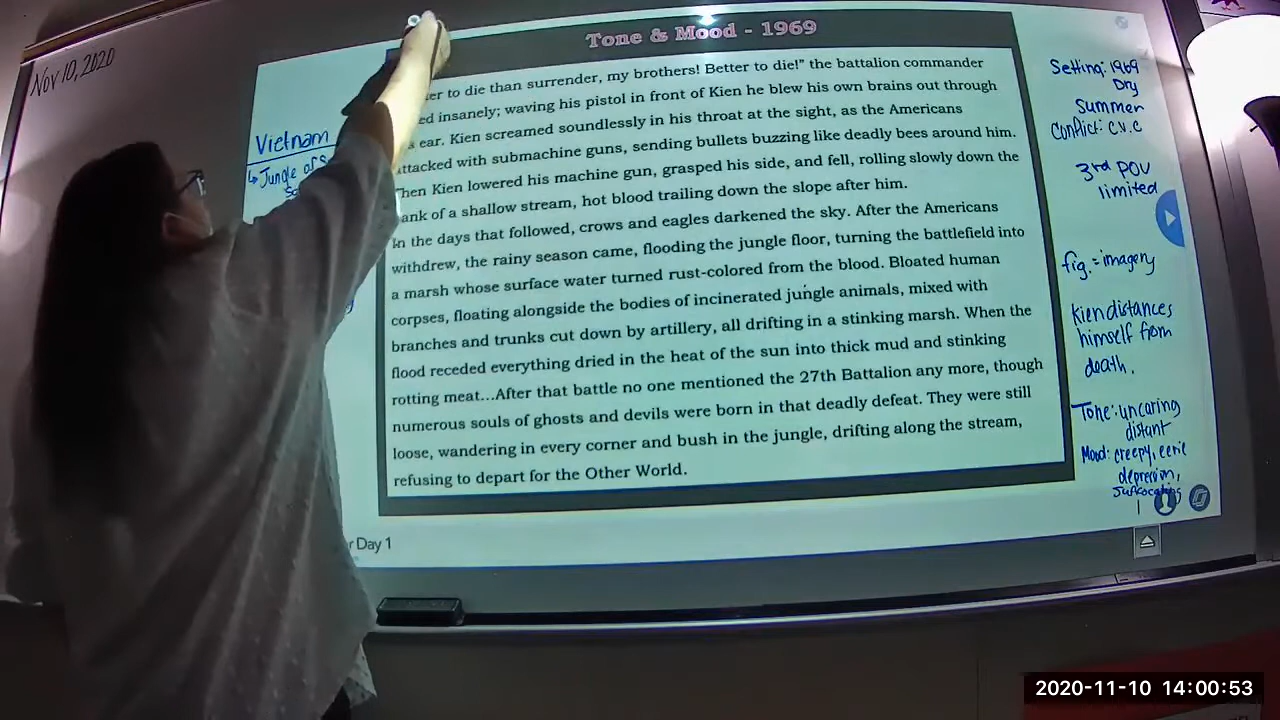 Nov 10, 2020
Tone & Mood - 1969
er to die than surrender, my brothers! Better to die!" the battalion commander
ed insanely; waving his pistol in front of Kien he blew his own brains out through
ear. Kien screamed soundlessly in his throat at the sight, as the Americans
attacked with submachine guns, sending bullets buzzing like deadly bees around him.
Then Kien lowered his machine gun, grasped his side, and fell, rolling slowly down the
ank of a shallow stream, hot blood trailing down the slope after him.
In the days that followed, crows and eagles darkened the sky. After the Americans
withdrew, the rainy season came, flooding the jungle floor, turning the battlefield into
a marsh whose surface water turned rust-colored from the blood. Bloated human
corpses, floating alongside the bodies of incinerated jungle animals, mixed with
branches and trunks cut down by artillery, all drifting in a stinking marsh. When the
flood receded everything dried in the heat of the sun into thick mud and stinking
rotting meat...After that battle no one mentioned the 27th Battalion any more, though
numerous souls of ghosts and devils were born in that deadly defeat. They were still
loose, wandering in every corner and bush in the jungle, drifting along the stream,
refusing to depart for the Other World.
Vietnam
↳ Jungle of S
Setting: 1969
Dry
Summer
Conflict: C v. C
3rd POV
limited
fig. = imagery
Kien distances
himself from
death.
Tone: uncaring
distant
Mood: creepy, eerie
depression,
suffocating
1
r Day 1
2020-11-10 14:00:53